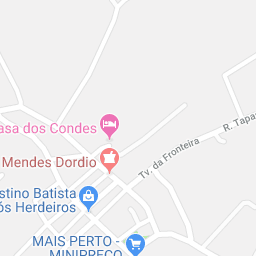 asa dos Condes
Mendes Dordio
Tv. da Fronteira
R. Tapa
stino Batista
ós Herdeiros
MAIS PERTO -
MINIPREÇO